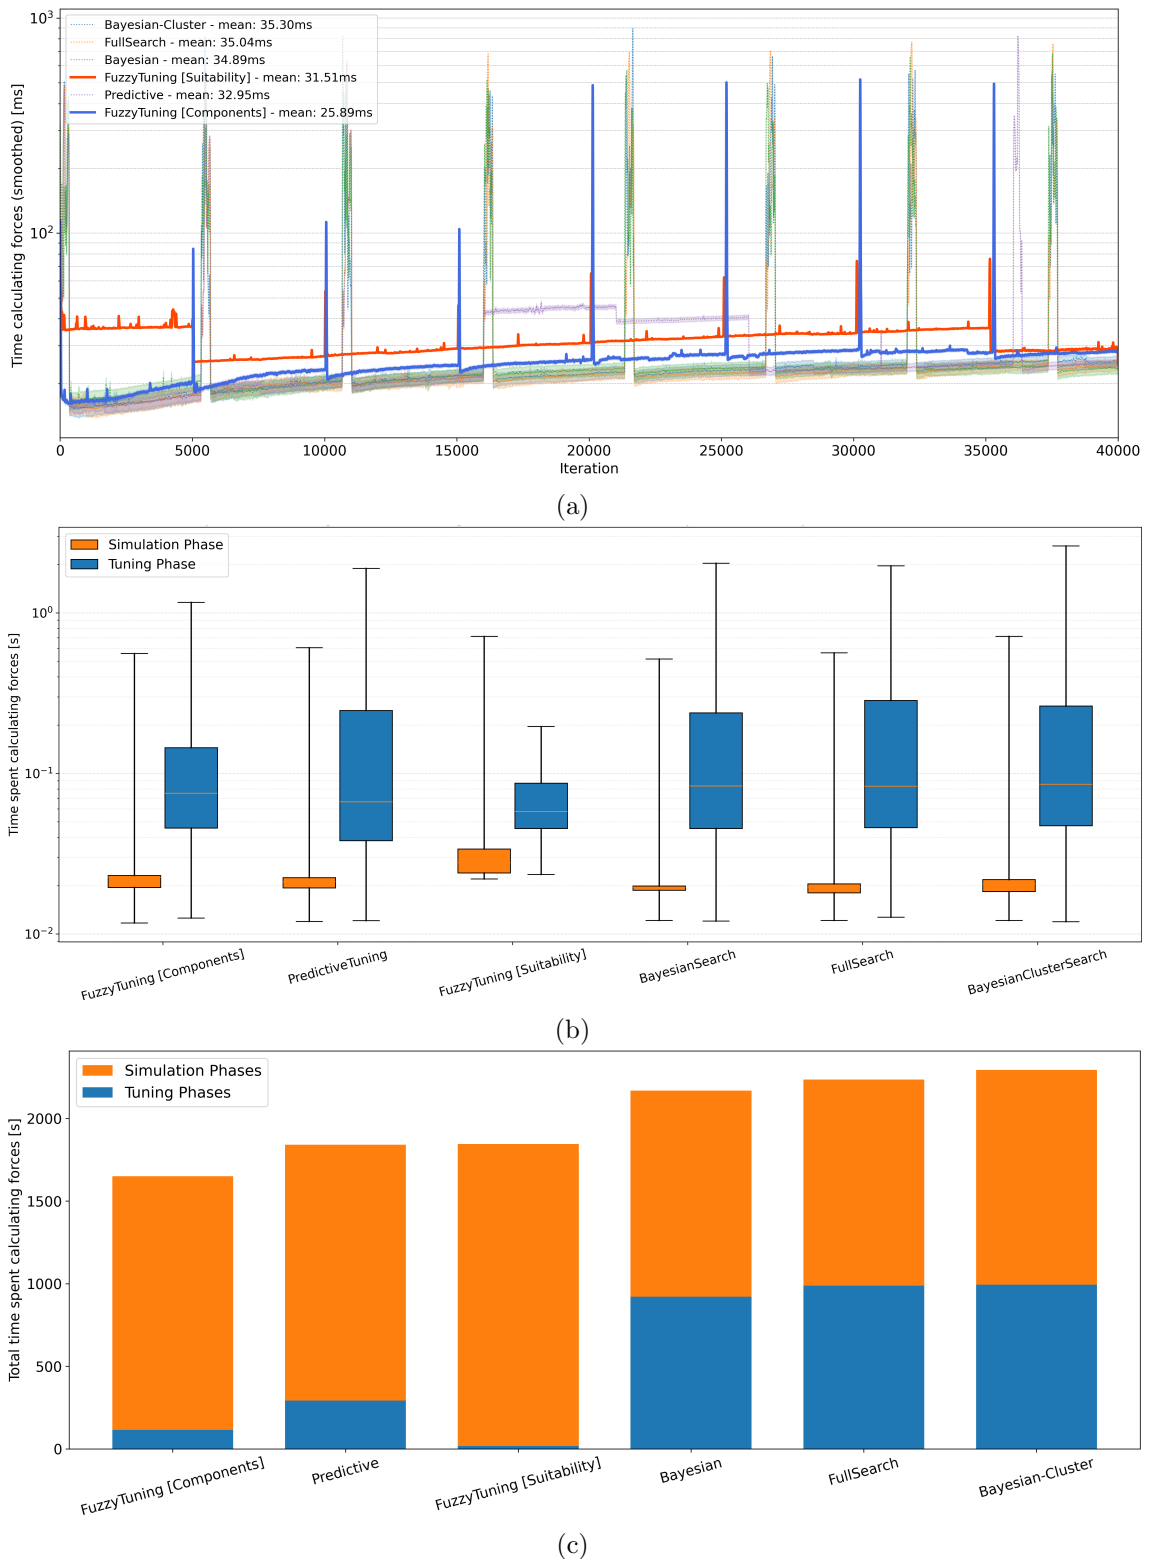 10^3
10^2
Time calculating forces (smoothed) [ms]
Bayesian-Cluster - mean: 35.30ms
FullSearch - mean: 35.04ms
Bayesian - mean: 34.89ms
FuzzyTuning [Suitability] - mean: 31.51ms
Predictive - mean: 32.95ms
FuzzyTuning [Components] - mean: 25.89ms
0 5000 10000 15000 20000 25000 30000 35000 40000
Iteration
(a)
Simulation Phase
Tuning Phase
10^0
10^−1
10^−2
Time spent calculating forces [s]
FuzzyTuning [Components] PredictiveTuning FuzzyTuning [Suitability] BayesianSearch FullSearch BayesianClusterSearch
(b)
Simulation Phases
Tuning Phases
2000
1500
1000
500
0
Total time spent calculating forces [s]
FuzzyTuning [Components] Predictive FuzzyTuning [Suitability] Bayesian FullSearch Bayesian-Cluster
(c)